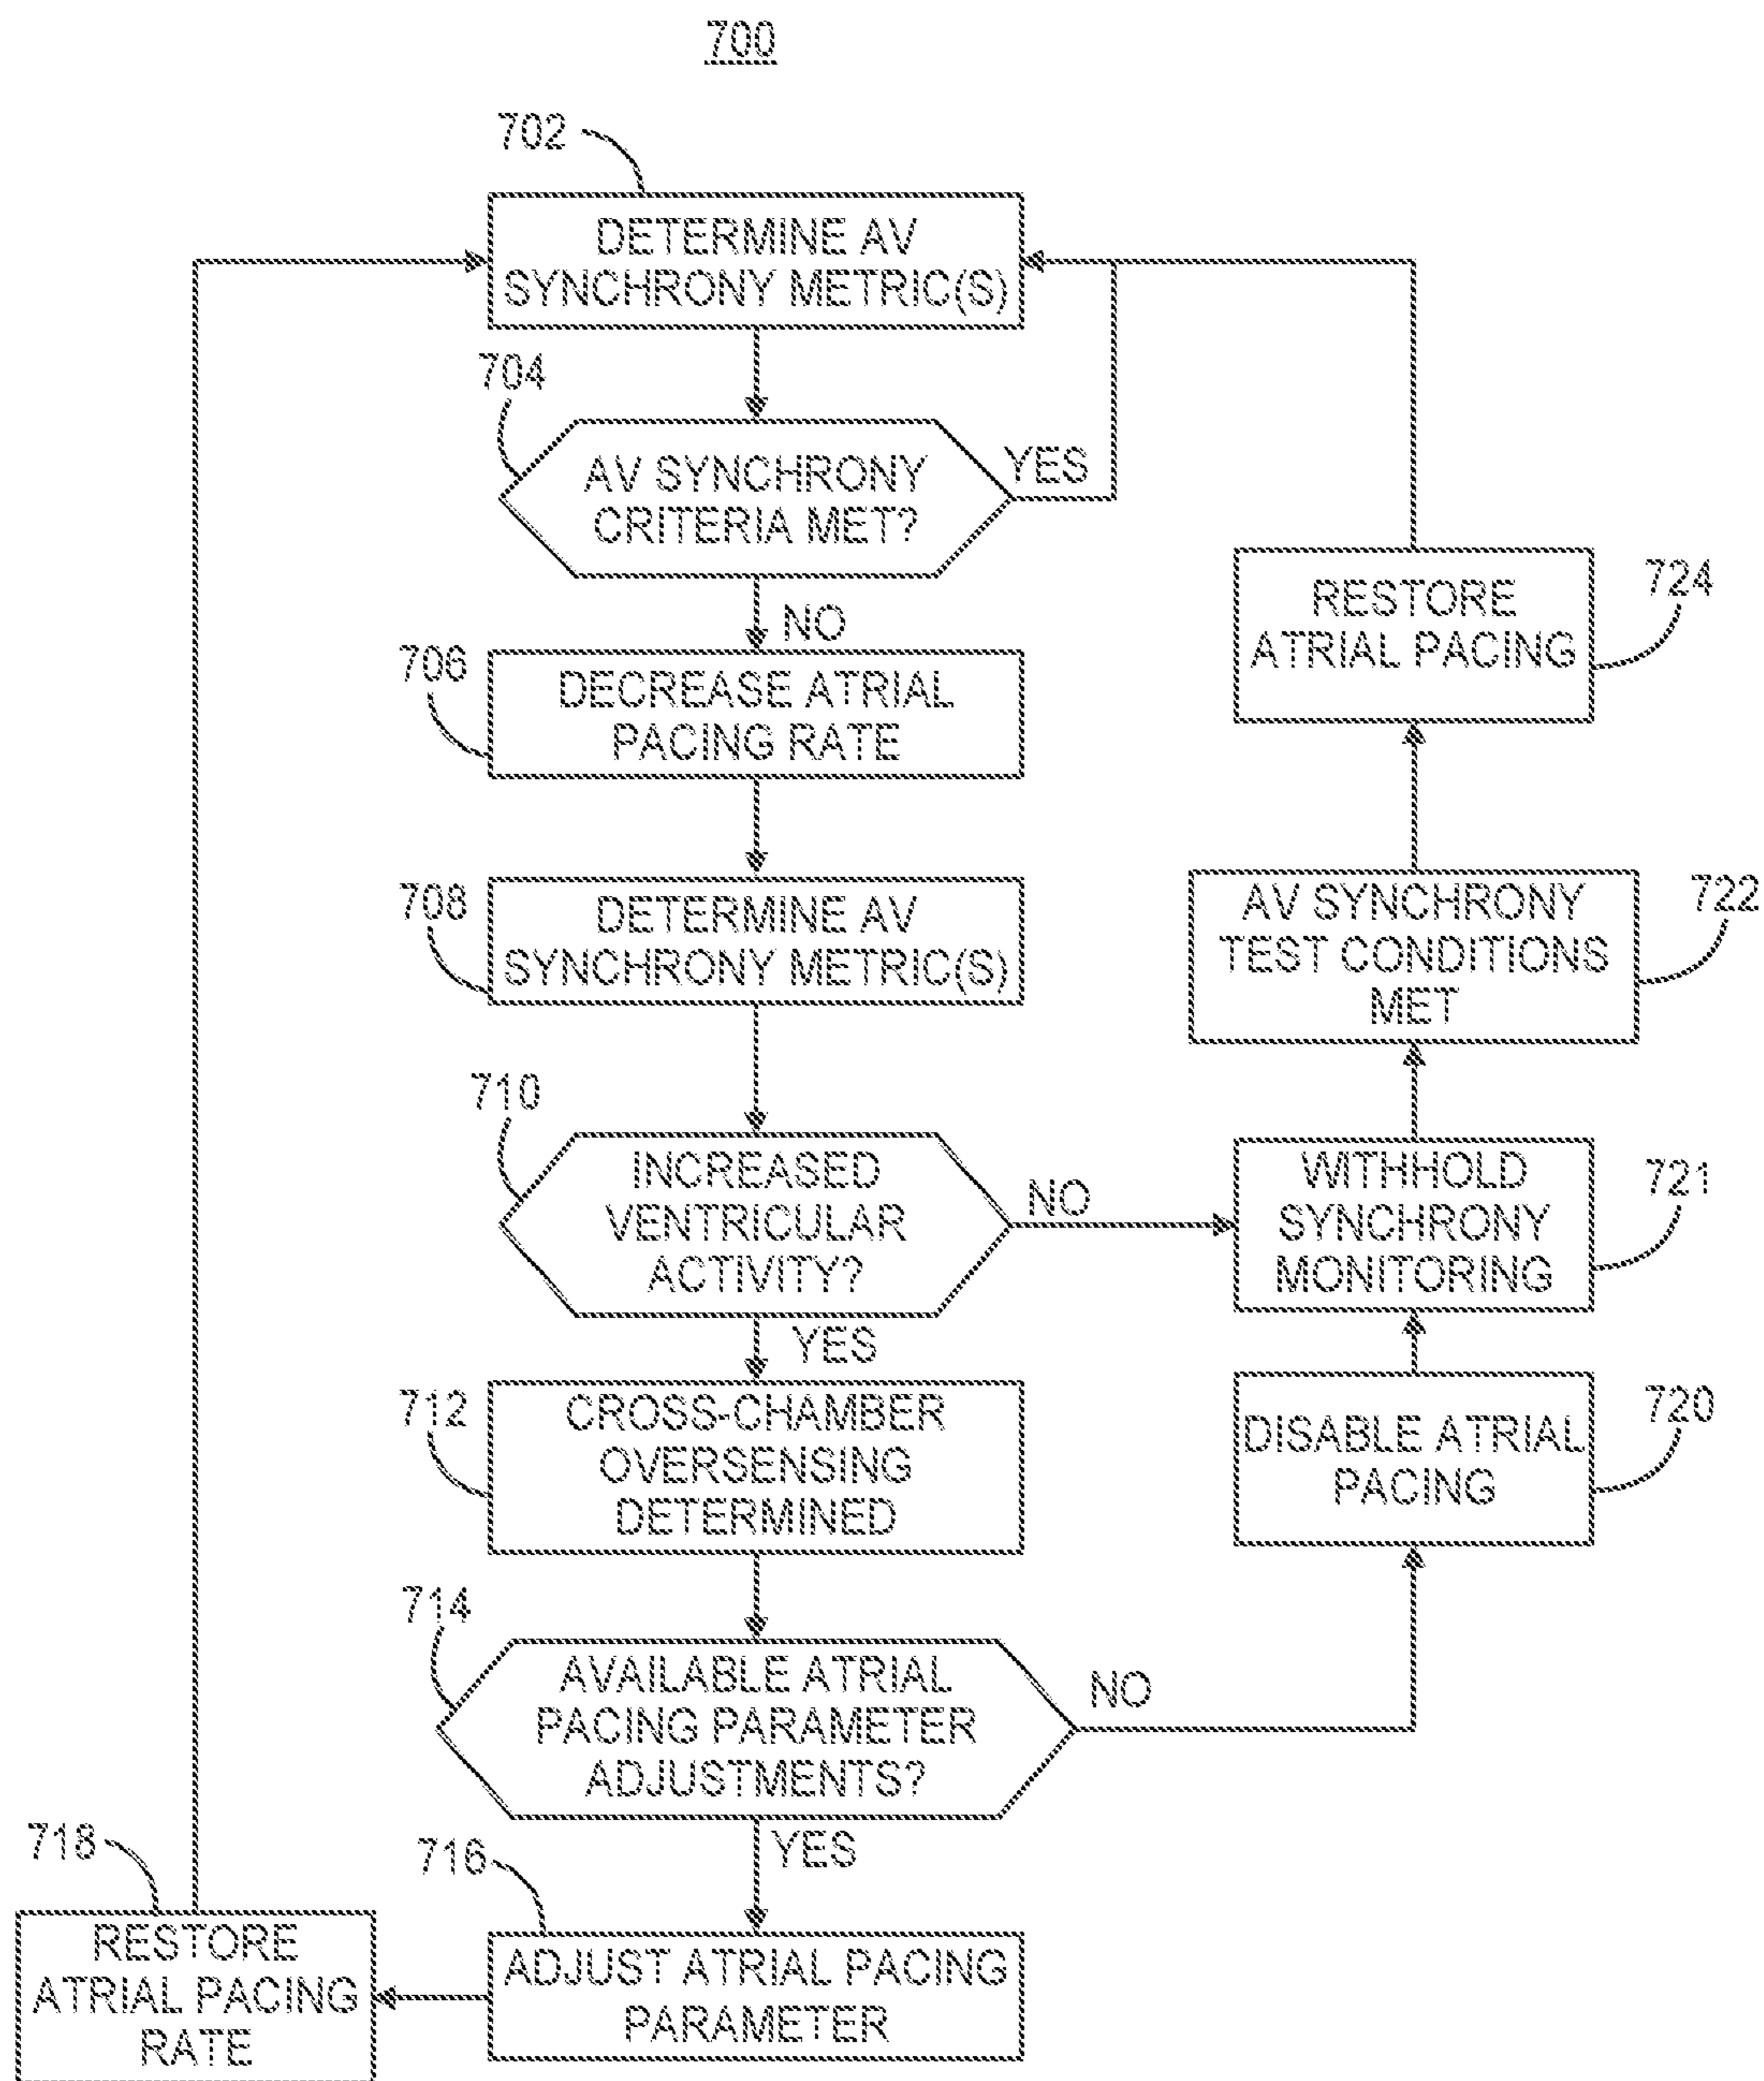 700
702
DETERMINE AV
SYNCHRONY METRIC(S)
704
AV SYNCHRONY
CRITERIA MET?
YES
NO
706
DECREASE ATRIAL
PACING RATE
708
DETERMINE AV
SYNCHRONY METRIC(S)
710
INCREASED
VENTRICULAR
ACTIVITY?
NO
YES
712
CROSS-CHAMBER
OVERSENSING
DETERMINED
714
AVAILABLE ATRIAL
PACING PARAMETER
ADJUSTMENTS?
NO
YES
716
ADJUST ATRIAL PACING
PARAMETER
718
RESTORE
ATRIAL PACING
RATE
720
DISABLE ATRIAL
PACING
721
WITHHOLD
SYNCHRONY
MONITORING
722
AV SYNCHRONY
TEST CONDITIONS
MET
724
RESTORE
ATRIAL PACING